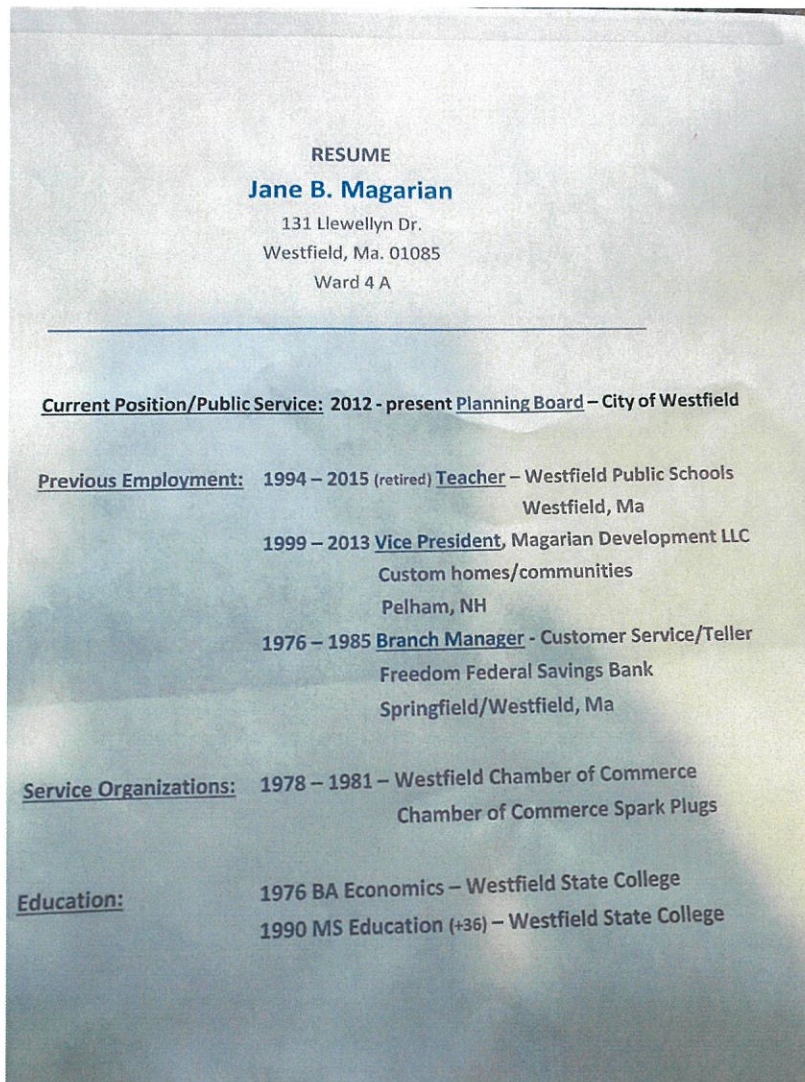 RESUME
Jane B. Magarian
131 Llewellyn Dr.
Westfield, Ma. 01085
Ward 4 A
Current Position/Public Service: 2012 - present Planning Board – City of Westfield
Previous Employment: 1994 – 2015 (retired) Teacher – Westfield Public Schools
Westfield, Ma
1999 – 2013 Vice President, Magarian Development LLC
Custom homes/communities
Pelham, NH
1976 – 1985 Branch Manager - Customer Service/Teller
Freedom Federal Savings Bank
Springfield/Westfield, Ma
Service Organizations: 1978 – 1981 – Westfield Chamber of Commerce
Chamber of Commerce Spark Plugs
Education: 1976 BA Economics – Westfield State College
1990 MS Education (+36) – Westfield State College